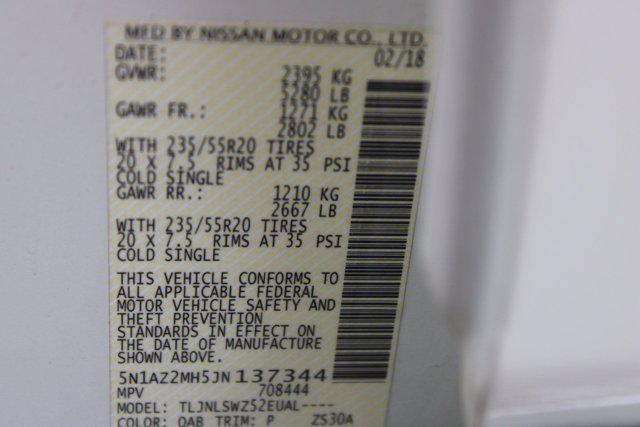 MFD BY NISSAN MOTOR CO., LTD.
DATE: 02/18
GVWR: 2395 KG
5280 LB
GAWR FR.: 1271 KG
2802 LB
WITH 235/55R20 TIRES
20 X 7.5 RIMS AT 35 PSI
COLD SINGLE
GAWR RR.: 1210 KG
2667 LB
WITH 235/55R20 TIRES
20 X 7.5 RIMS AT 35 PSI
COLD SINGLE
THIS VEHICLE CONFORMS TO
ALL APPLICABLE FEDERAL
MOTOR VEHICLE SAFETY AND
THEFT PREVENTION
STANDARDS IN EFFECT ON
THE DATE OF MANUFACTURE
SHOWN ABOVE.
5N1AZ2MH5JN137344
MPV 708444
MODEL: TLJNLSWZ52EUAL----
COLOR: QAB TRIM: P ZS30A